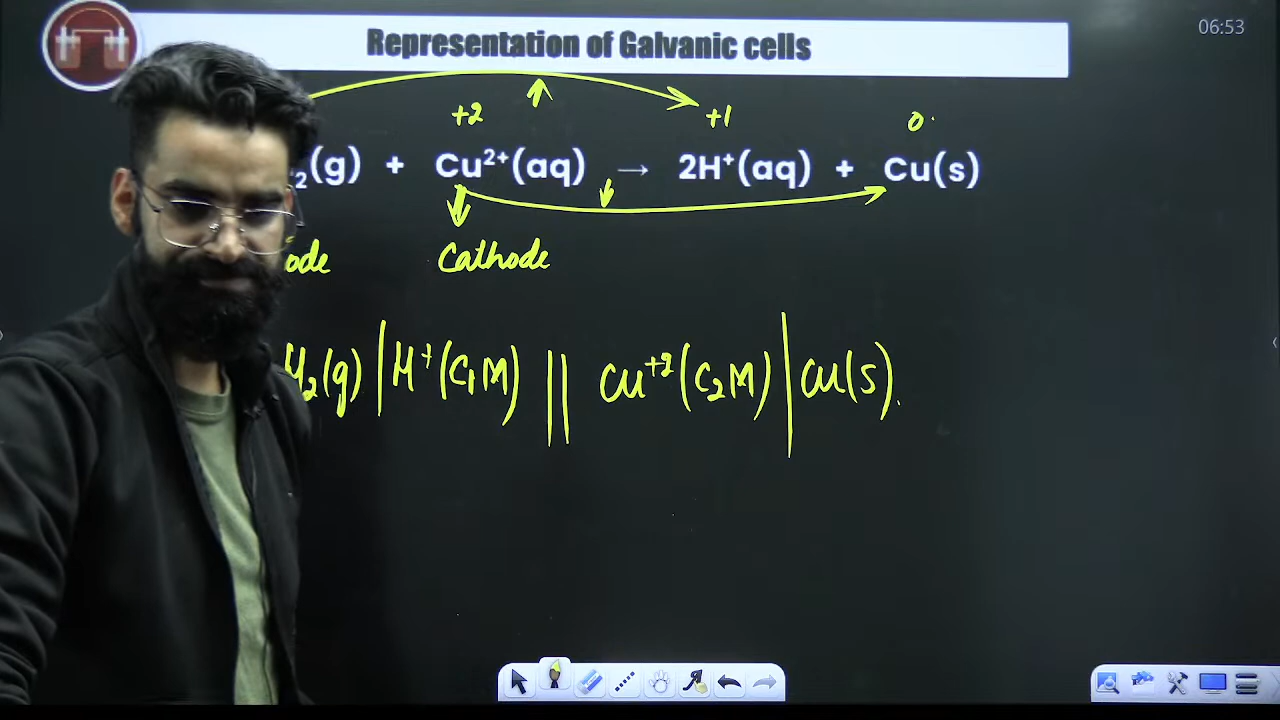 06:53
Representation of Galvanic cells
+2 +1 0
₂(g) + Cu²⁺(aq) → 2H⁺(aq) + Cu(s)
ode Cathode
H₂(g) | H⁺(C₁M) || Cu⁺²(C₂M) | Cu(s).